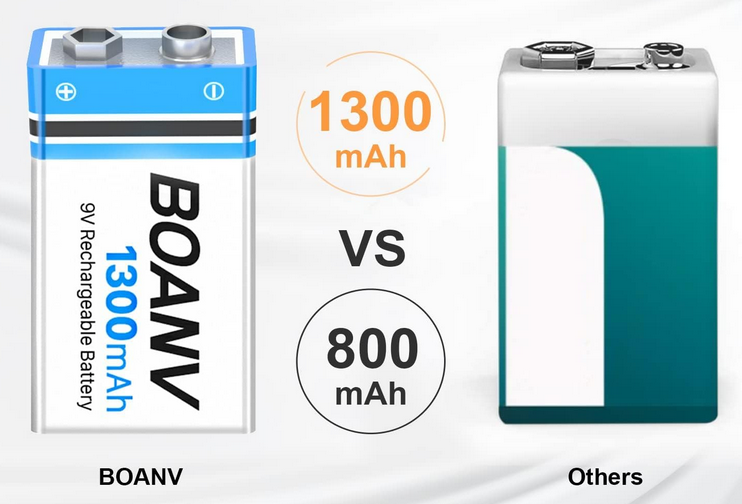 BOANV
1300mAh
9V Rechargeable Battery
1300
mAh
VS
800
mAh
BOANV
Others